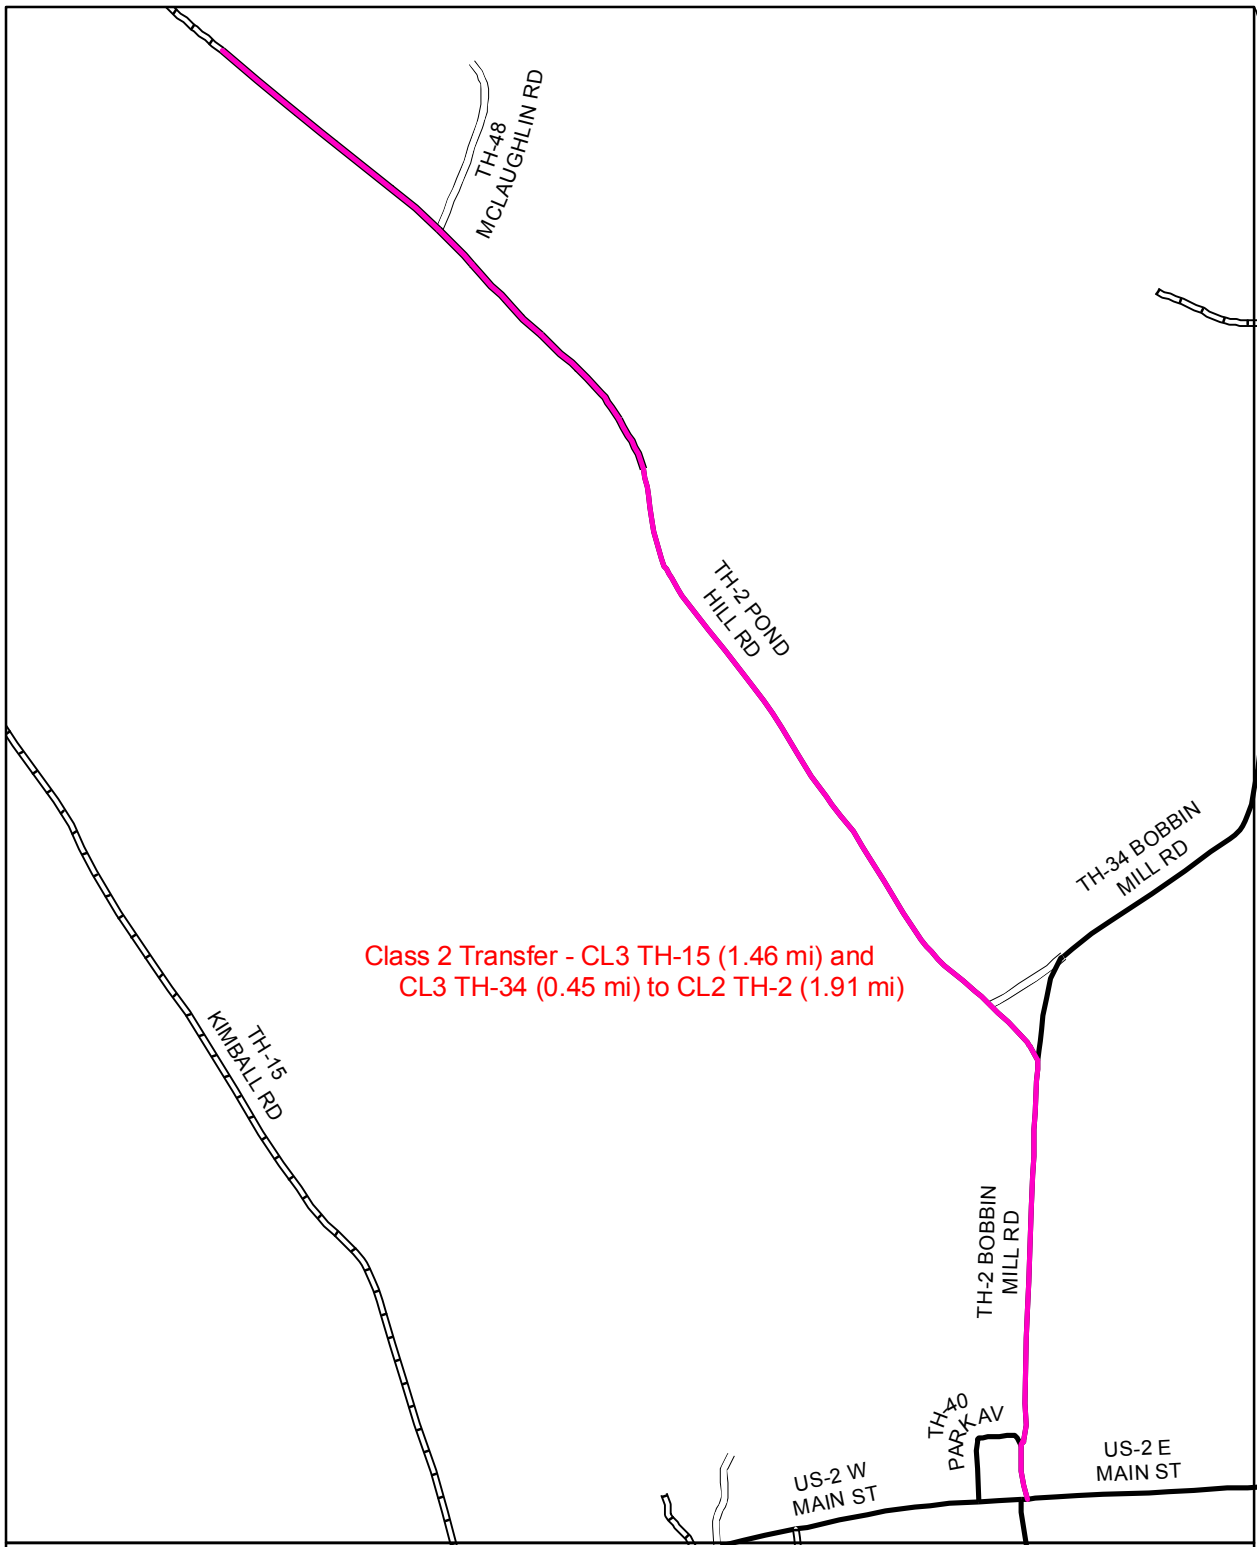 TH-48
MCLAUGHLIN RD
TH-2 POND
HILL RD
TH-34 BOBBIN
MILL RD
Class 2 Transfer - CL3 TH-15 (1.46 mi) and
CL3 TH-34 (0.45 mi) to CL2 TH-2 (1.91 mi)
TH-15
KIMBALL RD
TH-2 BOBBIN
MILL RD
TH-40
PARK AV
US-2 W
MAIN ST
US-2 E
MAIN ST